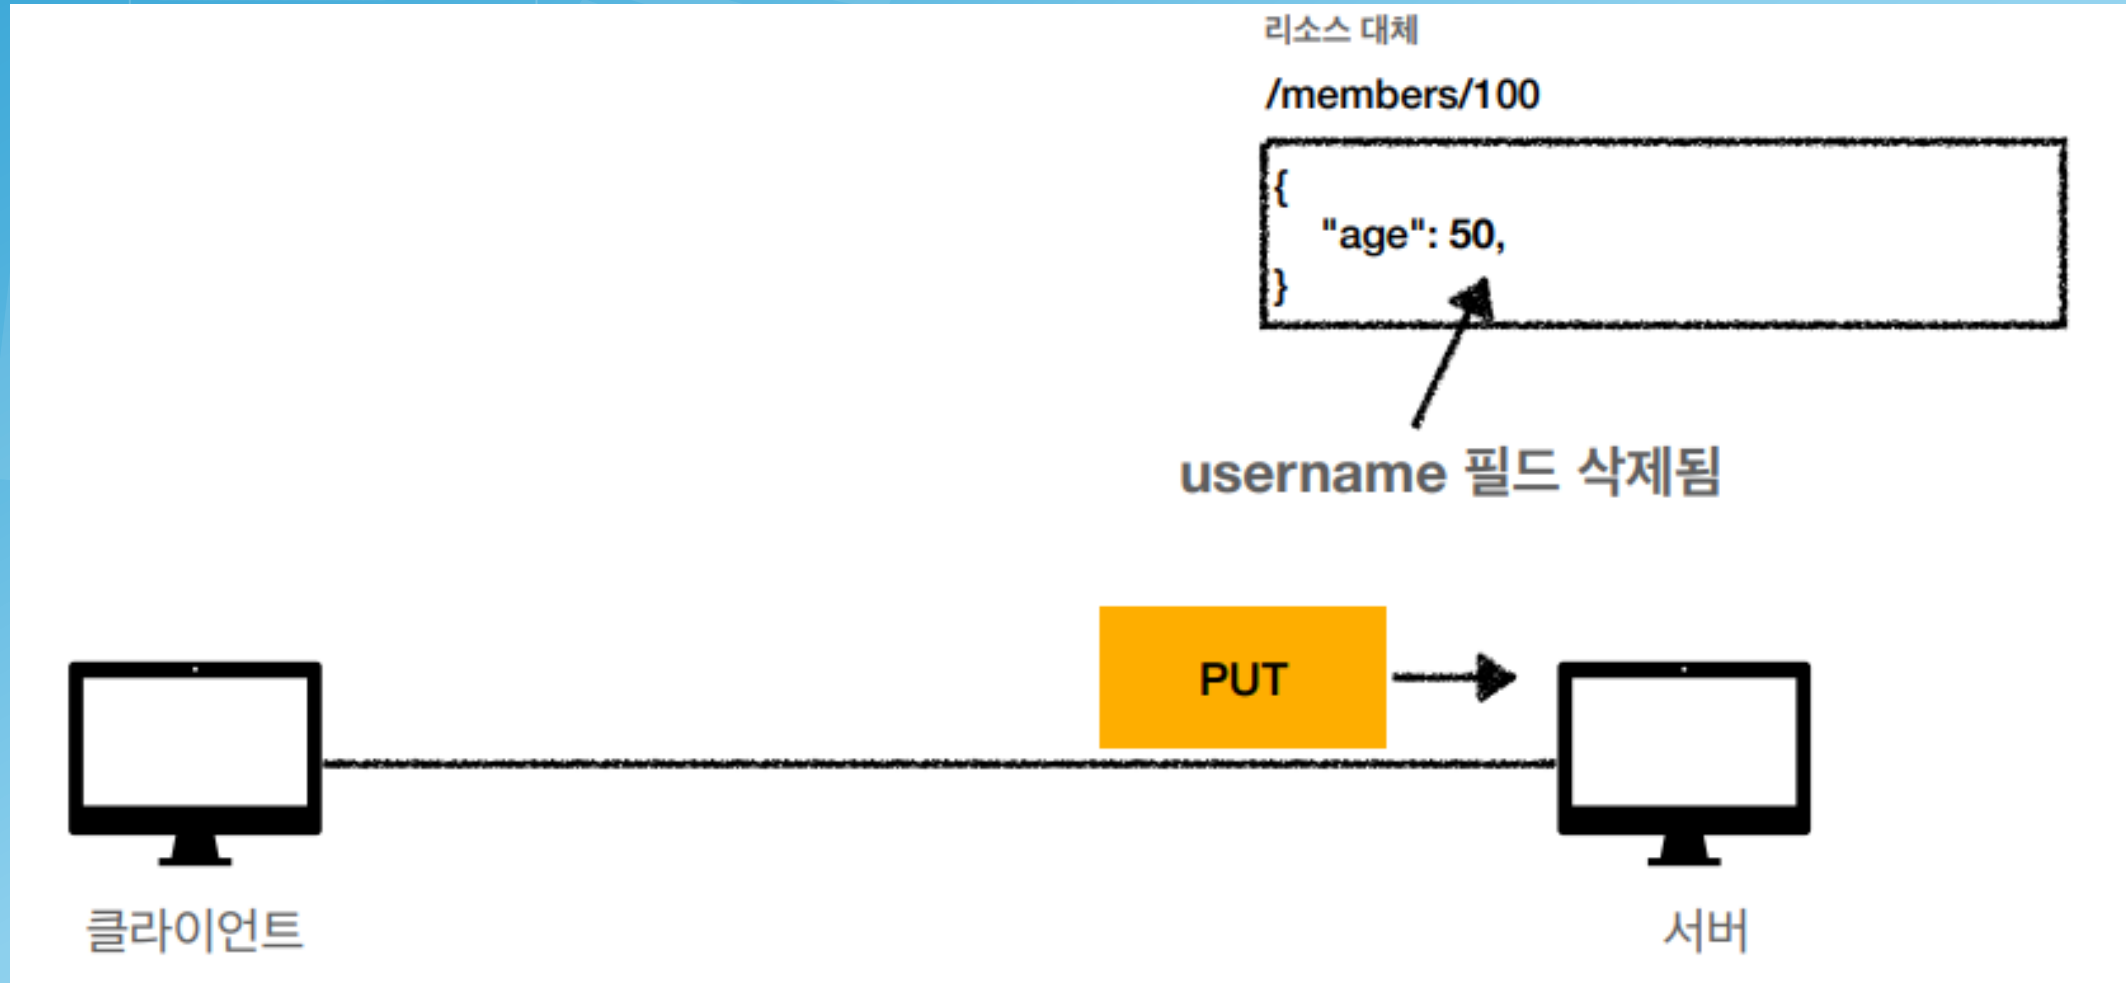 리소스 대체
/members/100
{
"age": 50,
}
username 필드 삭제됨
PUT
클라이언트
서버